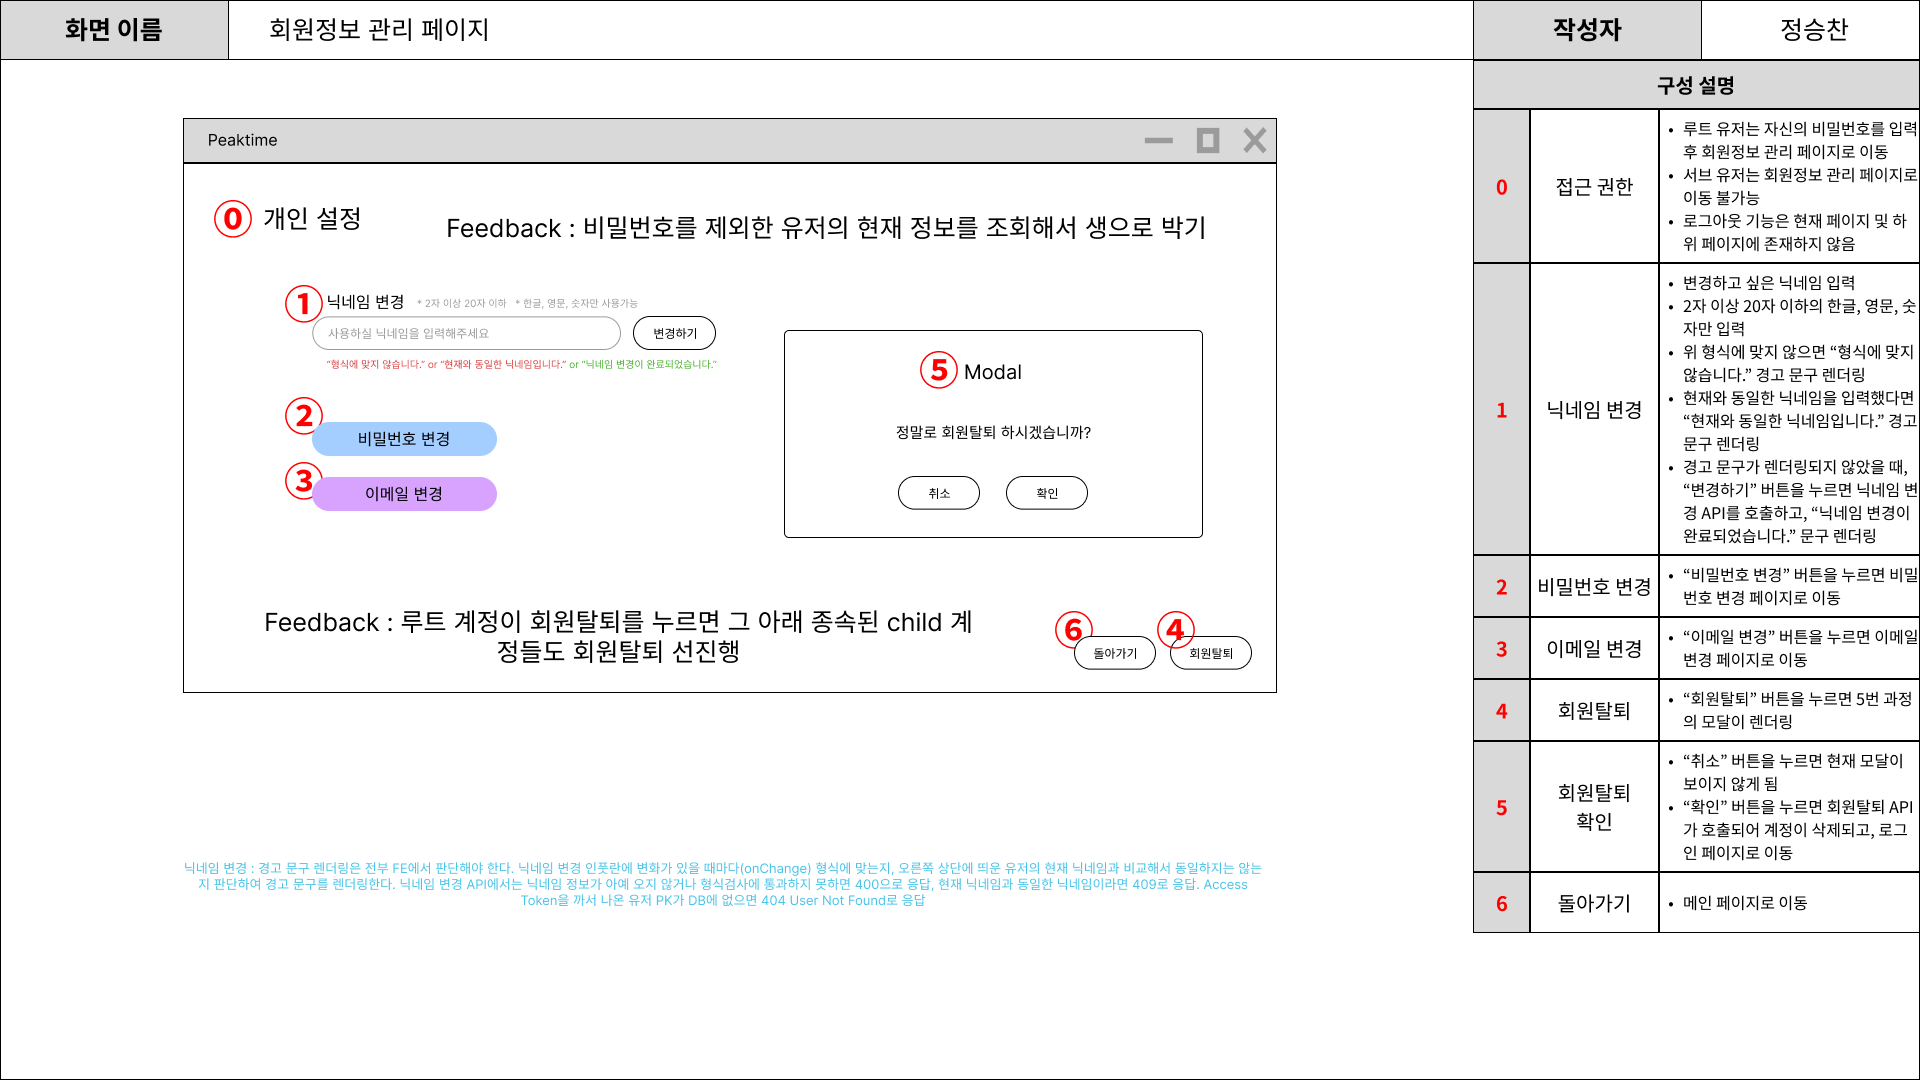 화면 이름
회원정보 관리 페이지
작성자
정승찬
Peaktime
0 개인 설정
Feedback : 비밀번호를 제외한 유저의 현재 정보를 조회해서 생으로 박기
1 닉네임 변경 * 2자 이상 20자 이하 * 한글, 영문, 숫자만 사용가능
사용하실 닉네임을 입력해주세요
변경하기
“형식에 맞지 않습니다.” or “현재와 동일한 닉네임입니다.” or “닉네임 변경이 완료되었습니다.”
2
비밀번호 변경
3
이메일 변경
5 Modal
정말로 회원탈퇴 하시겠습니까?
취소
확인
Feedback : 루트 계정이 회원탈퇴를 누르면 그 아래 종속된 child 계
정들도 회원탈퇴 선진행
6
돌아가기
4
회원탈퇴
닉네임 변경 : 경고 문구 렌더링은 전부 FE에서 판단해야 한다. 닉네임 변경 인풋란에 변화가 있을 때마다(onChange) 형식에 맞는지, 오른쪽 상단에 띄운 유저의 현재 닉네임과 비교해서 동일하지는 않는
지 판단하여 경고 문구를 렌더링한다. 닉네임 변경 API에서는 닉네임 정보가 아예 오지 않거나 형식검사에 통과하지 못하면 400으로 응답, 현재 닉네임과 동일한 닉네임이라면 409로 응답. Access
Token을 까서 나온 유저 PK가 DB에 없으면 404 User Not Found로 응답
구성 설명
0
접근 권한
• 루트 유저는 자신의 비밀번호를 입력
후 회원정보 관리 페이지로 이동
• 서브 유저는 회원정보 관리 페이지로
이동 불가능
• 로그아웃 기능은 현재 페이지 및 하
위 페이지에 존재하지 않음
1
닉네임 변경
• 변경하고 싶은 닉네임 입력
• 2자 이상 20자 이하의 한글, 영문, 숫
자만 입력
• 위 형식에 맞지 않으면 “형식에 맞지
않습니다.” 경고 문구 렌더링
• 현재와 동일한 닉네임을 입력했다면
“현재와 동일한 닉네임입니다.” 경고
문구 렌더링
• 경고 문구가 렌더링되지 않았을 때,
“변경하기” 버튼을 누르면 닉네임 변
경 API를 호출하고, “닉네임 변경이
완료되었습니다.” 문구 렌더링
2
비밀번호 변경
• “비밀번호 변경” 버튼을 누르면 비밀
번호 변경 페이지로 이동
3
이메일 변경
• “이메일 변경” 버튼을 누르면 이메일
변경 페이지로 이동
4
회원탈퇴
• “회원탈퇴” 버튼을 누르면 5번 과정
의 모달이 렌더링
5
회원탈퇴
확인
• “취소” 버튼을 누르면 현재 모달이
보이지 않게 됨
• “확인” 버튼을 누르면 회원탈퇴 API
가 호출되어 계정이 삭제되고, 로그
인 페이지로 이동
6
돌아가기
• 메인 페이지로 이동